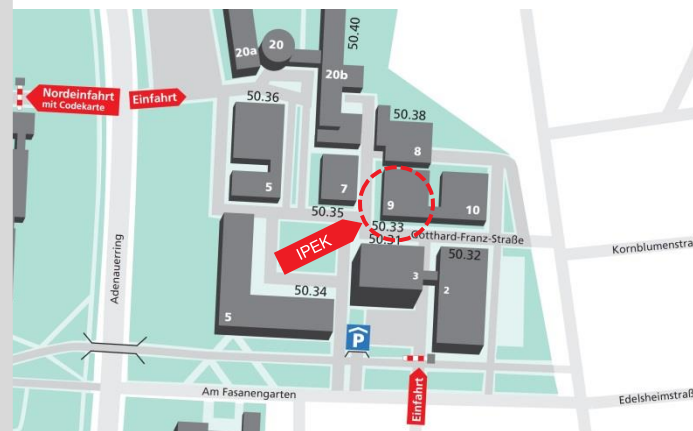 50.40
20a
20
20b
Nordeinfahrt
mit Codekarte
Einfahrt
50.36
50.38
8
5
7
9
10
50.35
50.33
Gotthard-Franz-Straße
50.31
IPEK
50.32
Kornblumenstra
Adenauerring
3
2
50.34
5
P
Am Fasanengarten
Einfahrt
Edelsheimstraß